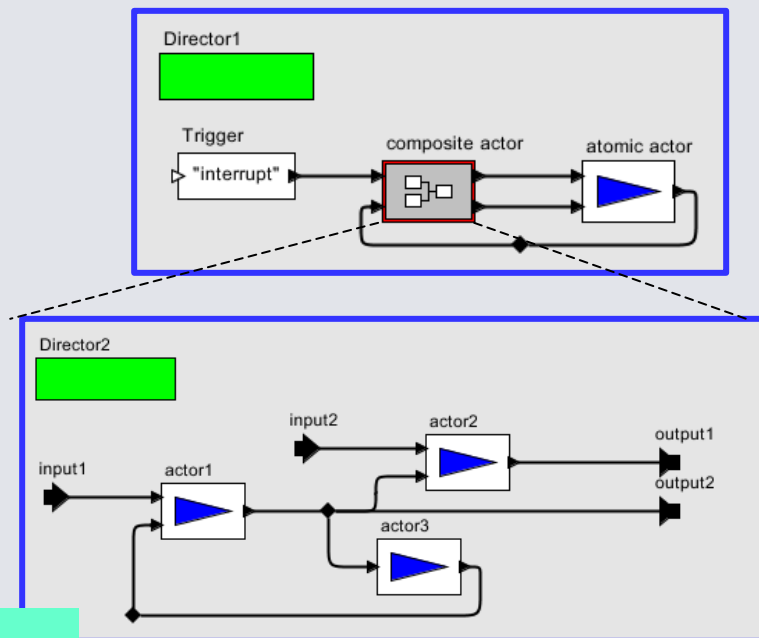 Director1
Trigger
"interrupt"
composite actor
atomic actor
Director2
input1
actor1
input2
actor2
actor3
output1
output2